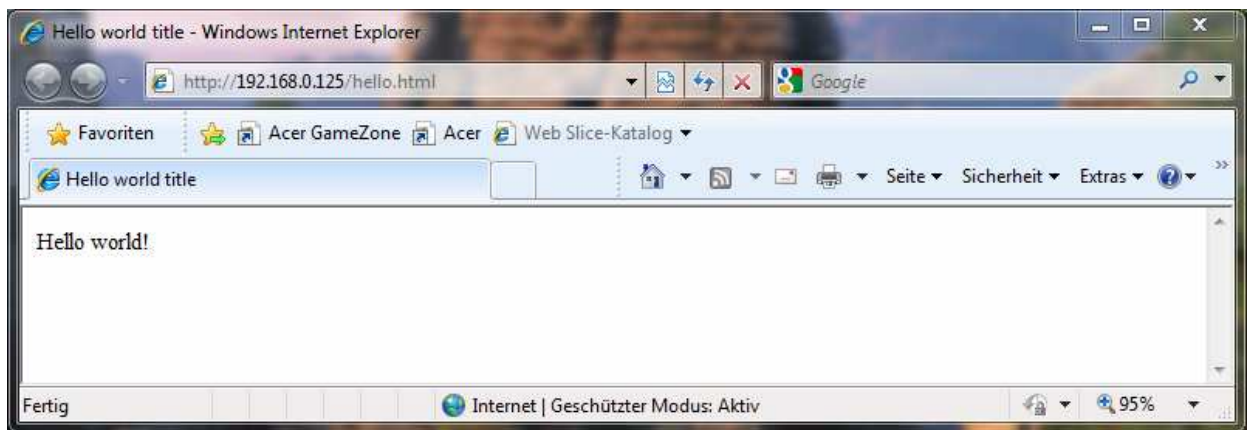 Hello world title - Windows Internet Explorer
http://192.168.0.125/hello.html
Google
Favoriten
Acer GameZone
Acer
Web Slice-Katalog
Hello world title
Seite
Sicherheit
Extras
Hello world!
Fertig
Internet | Geschützter Modus: Aktiv
95%